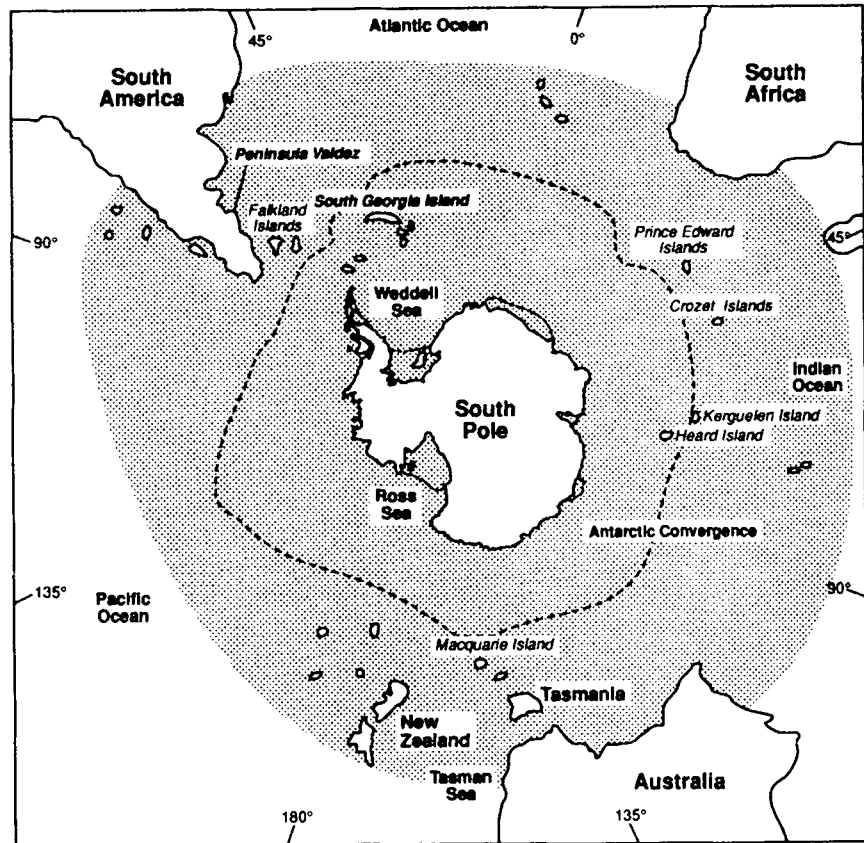 45°
Atlantic Ocean
0°
South
America
South
Africa
Peninsula Valdez
Falkland
Islands
South Georgia Island
Prince Edward
Islands
90°
45°
Weddell
Sea
Crozet Islands
Indian
Ocean
South
Pole
Kerguelen Island
Heard Island
Ross
Sea
Antarctic Convergence
135°
Pacific
Ocean
90°
Macquarie Island
Tasmania
New
Zealand
Tasman
Sea
Australia
180°
135°